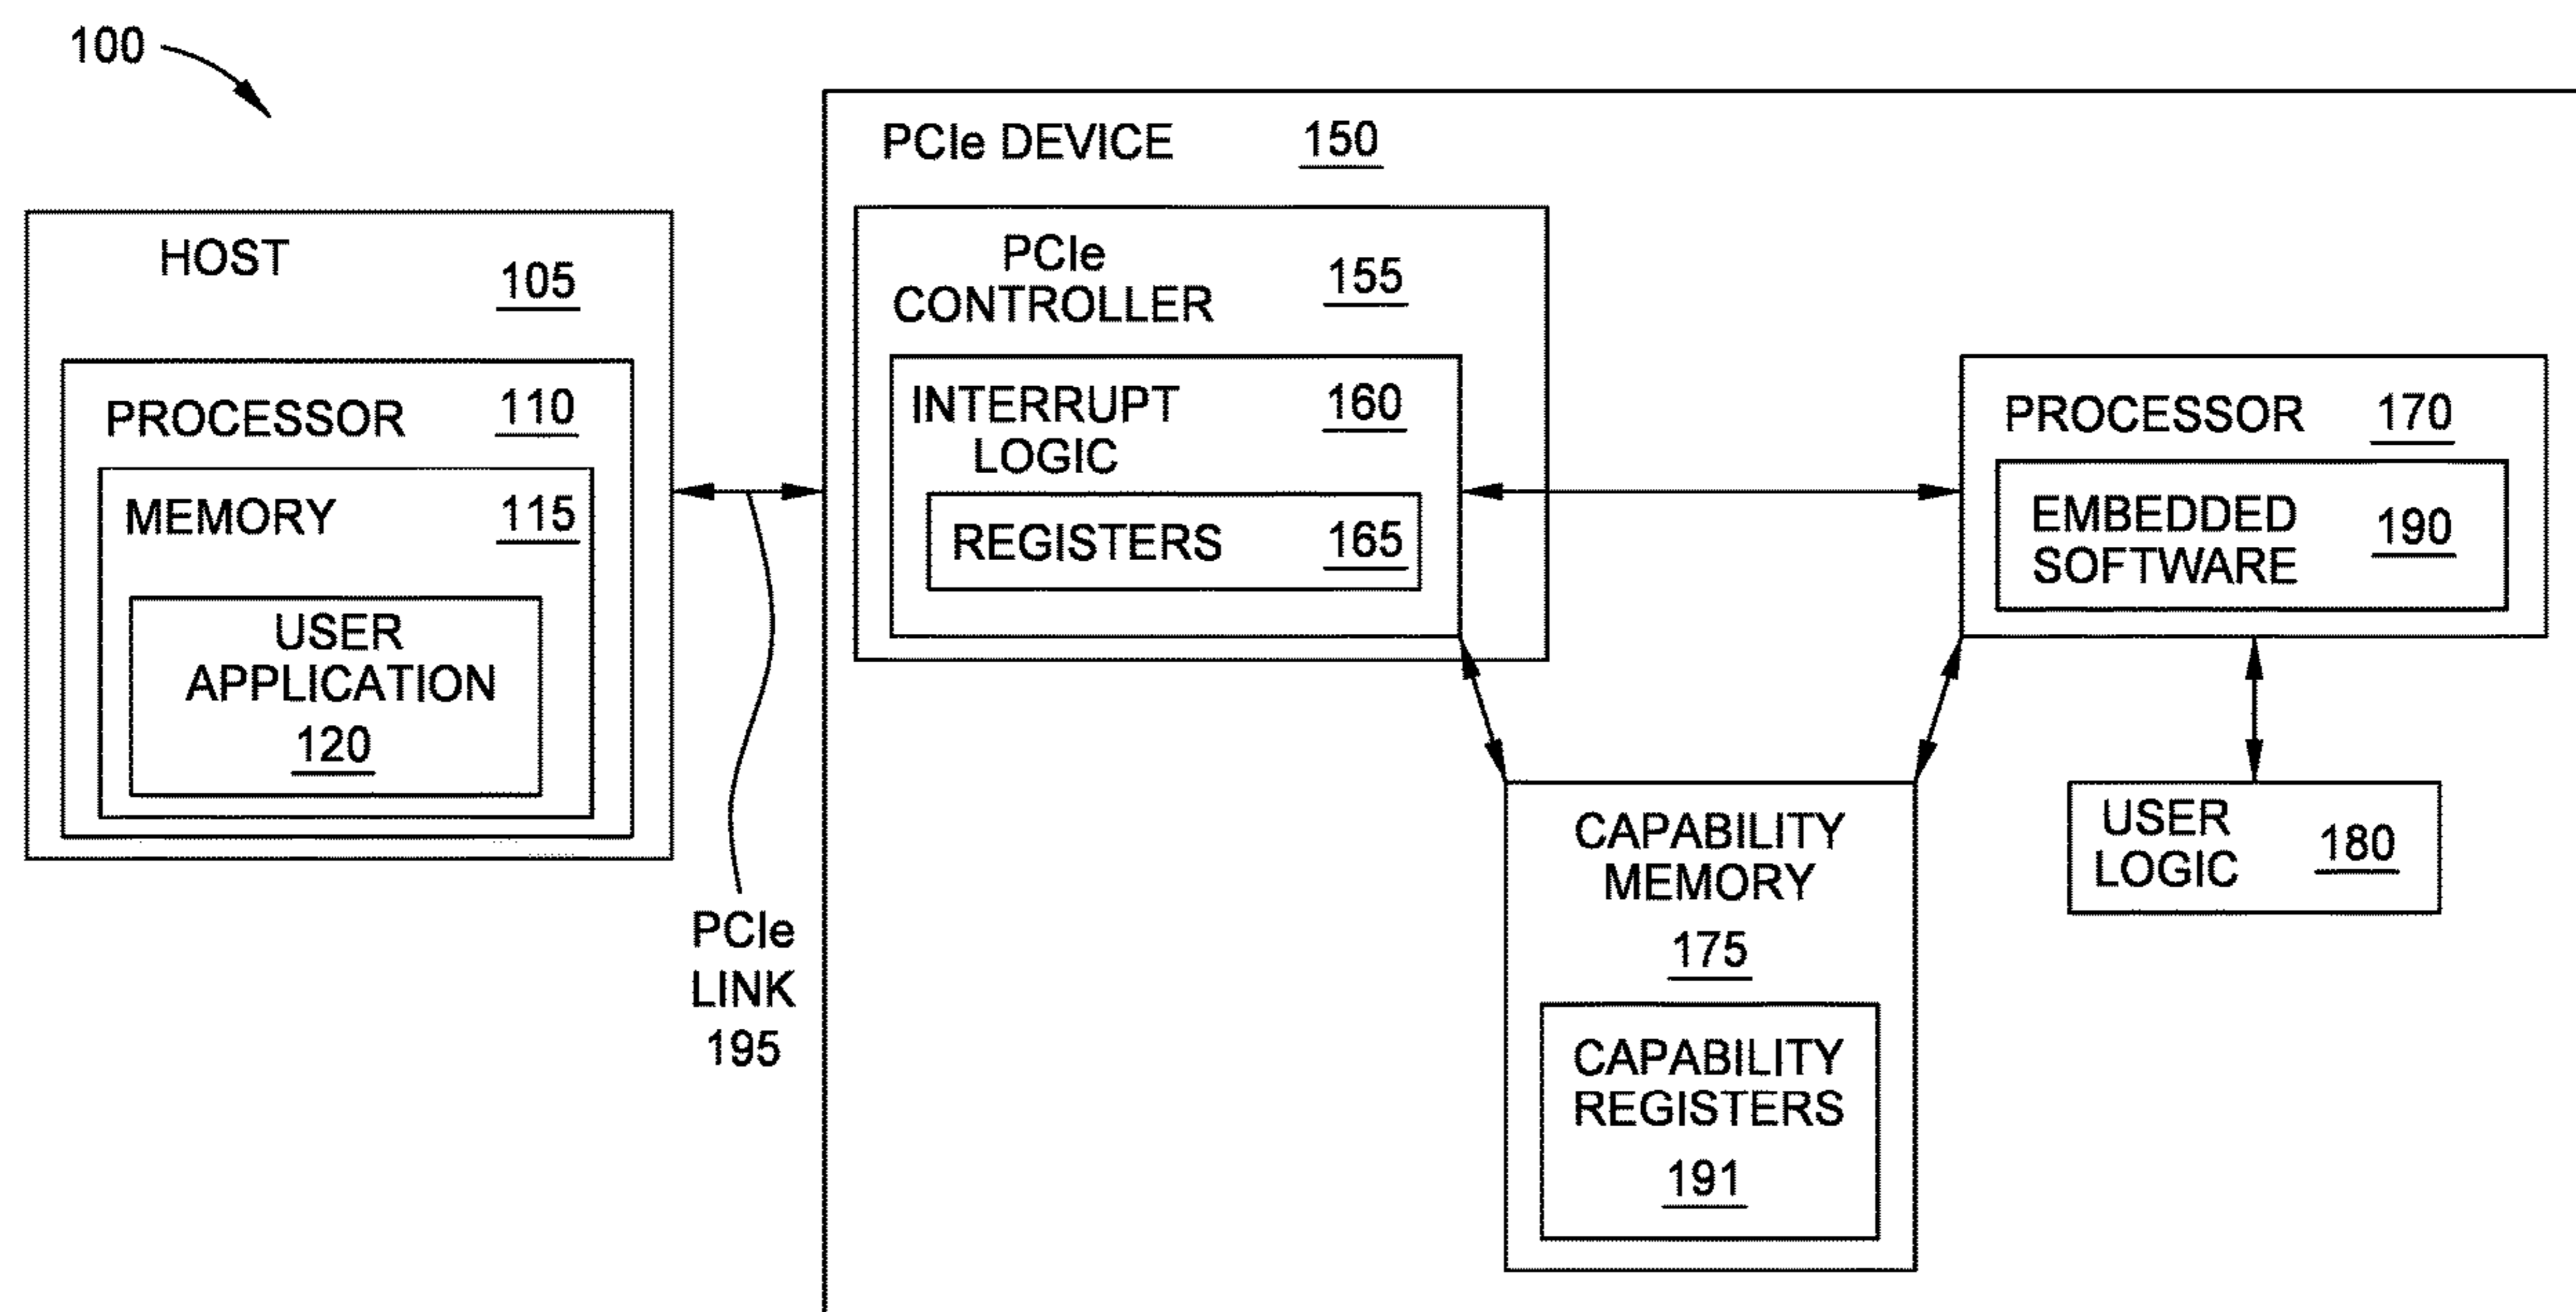 100
HOST
105
PROCESSOR 110
MEMORY 115
USER
APPLICATION
120
PCIe
LINK
195
PCIe DEVICE 150
PCIe
CONTROLLER 155
INTERRUPT 160
LOGIC
REGISTERS 165
PROCESSOR 170
EMBEDDED
SOFTWARE 190
CAPABILITY
MEMORY
175
CAPABILITY
REGISTERS
191
USER
LOGIC 180